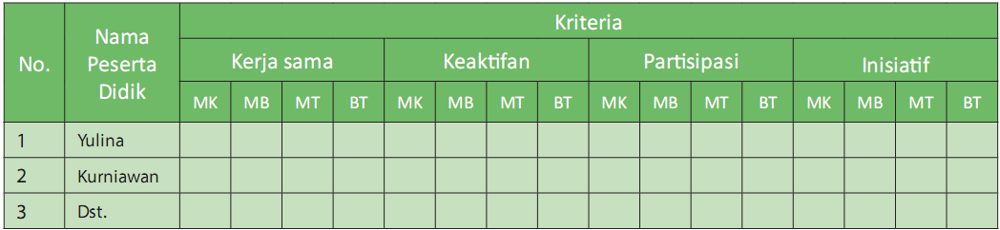 Kriteria
No.
Nama
Peserta
Didik
Kerja sama
Keaktifan
Partisipasi
Inisiatif
MK MB MT BT MK MB MT BT MK MB MT BT MK MB MT BT
1 Yulina
2 Kurniawan
3 Dst.